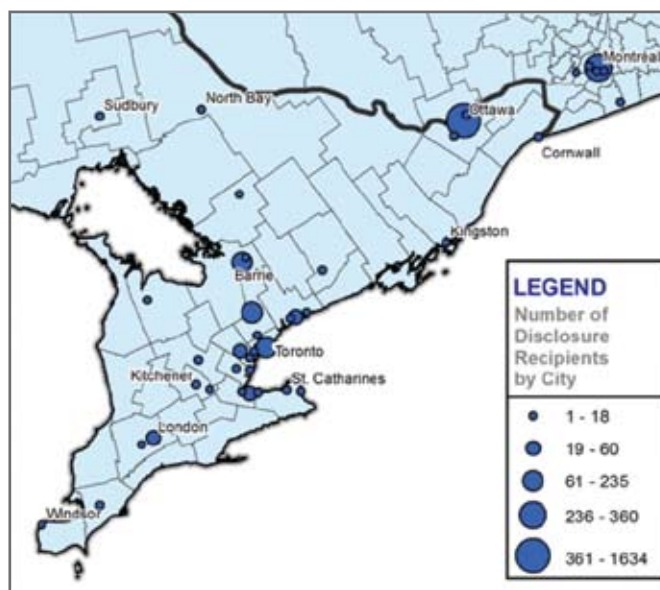 Montréal
Sudbury
North Bay
Ottawa
Cornwall
Kingston
Barrie
Toronto
Kitchener
St. Catharines
London
Windsor
LEGEND
Number of
Disclosure
Recipients
by City
1 - 18
19 - 60
61 - 235
236 - 360
361 - 1634